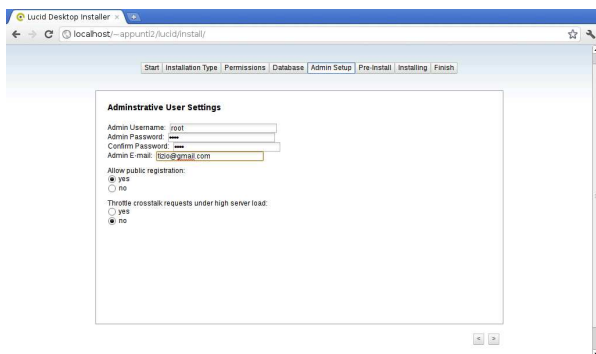 Lucid Desktop Installer
localhost/~appunti2/lucid/install/
Start Installation Type Permissions Database Admin Setup Pre-Install Installing Finish
Adminstrative User Settings
Admin Username: root
Admin Password: ••••
Confirm Password: ••••
Admin E-mail: tizio@gmail.com
Allow public registration:
yes
no
Throttle crosstalk requests under high server load:
yes
no
< >